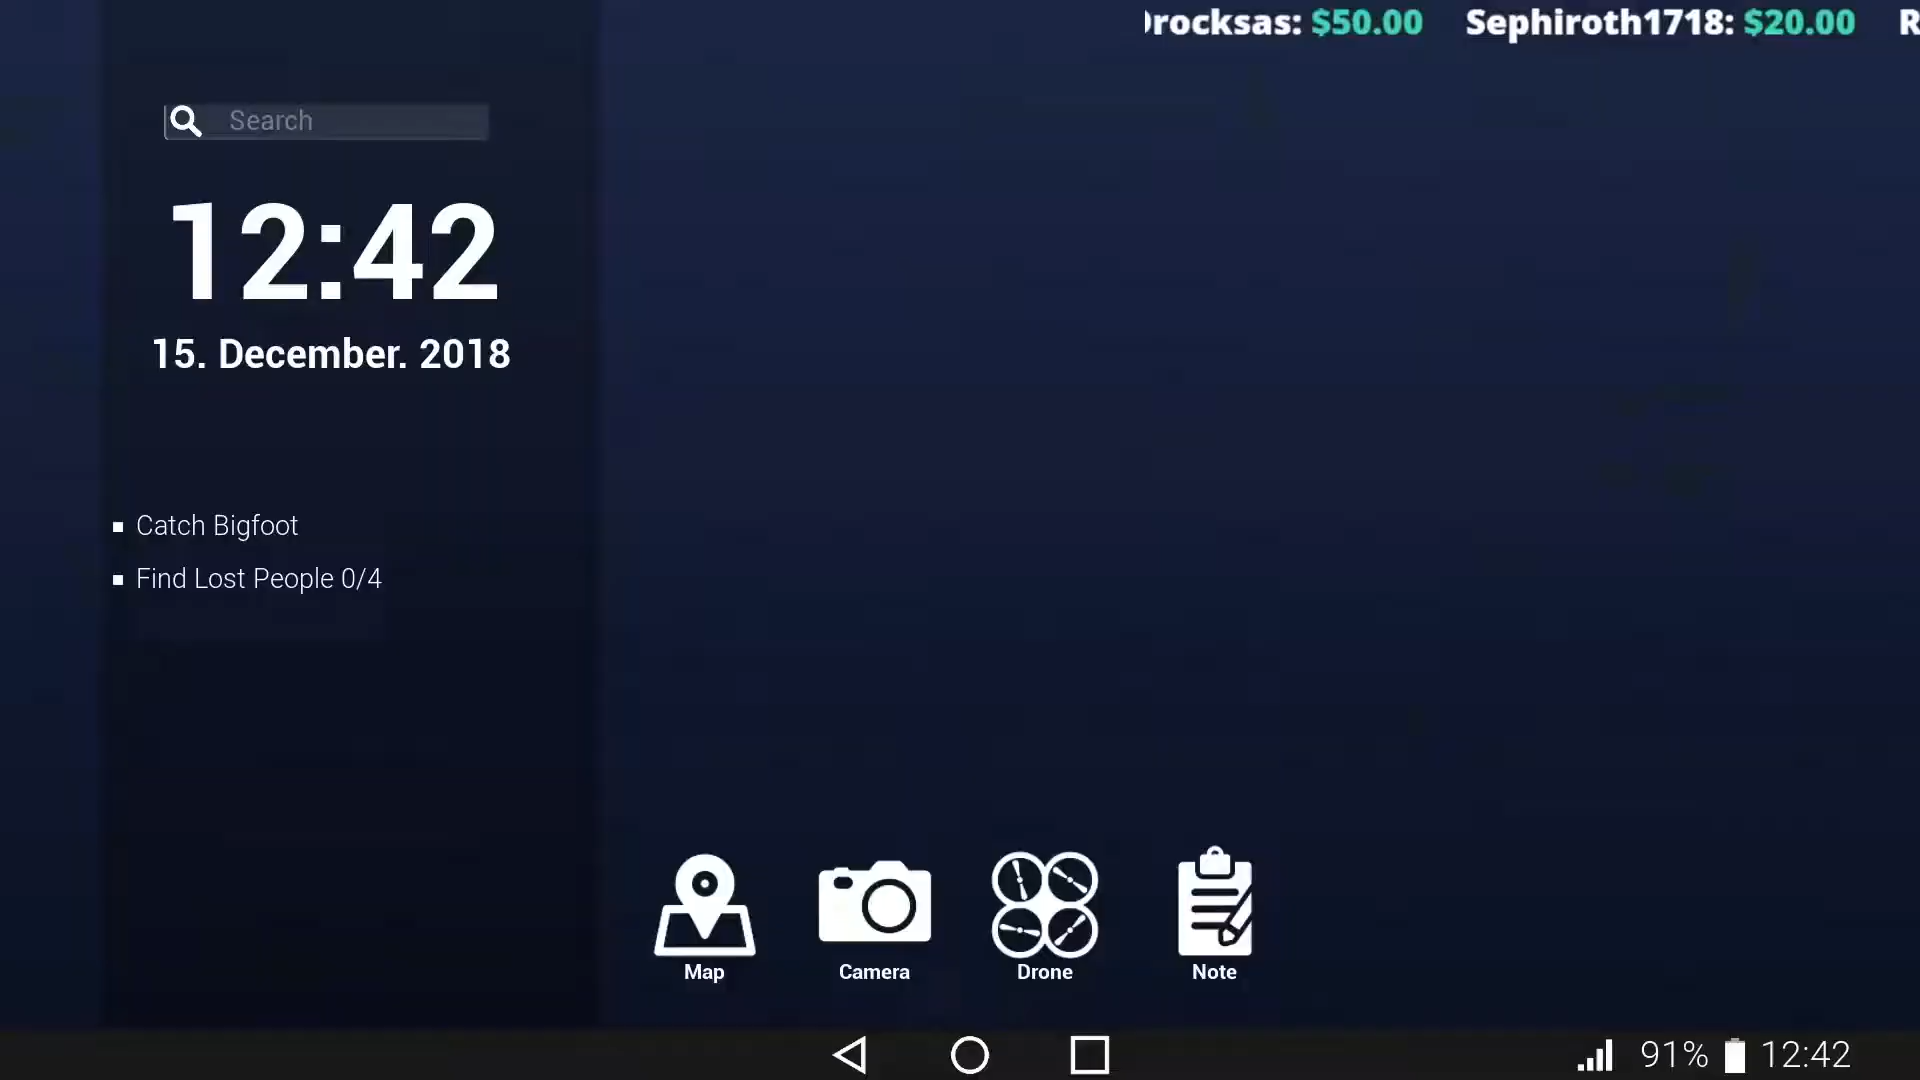 rocksas: $50.00 Sephiroth1718: $20.00 R
Search
12:42
15. December. 2018
▪ Catch Bigfoot
▪ Find Lost People 0/4
Map Camera Drone Note
91% 12:42